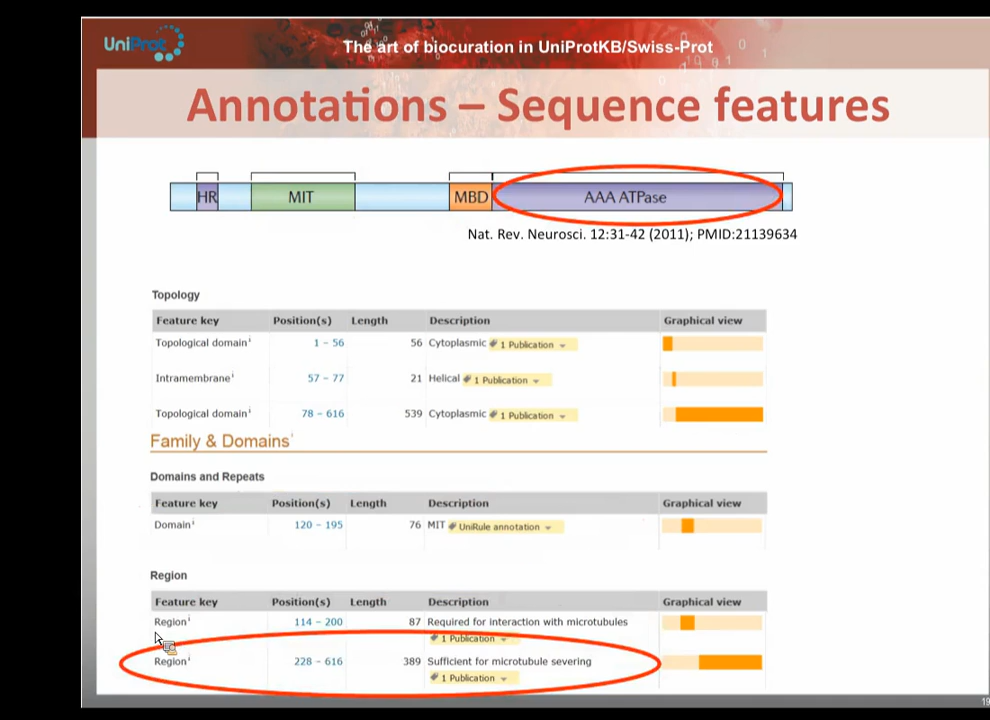 UniProt
The art of biocuration in UniProtKB/Swiss-Prot
Annotations – Sequence features
HR MIT MBD AAA ATPase
Nat. Rev. Neurosci. 12:31-42 (2011); PMID:21139634
Topology
Feature key Position(s) Length Description Graphical view
Topological domain i 1 – 56 56 Cytoplasmic 1 Publication
Intramembrane i 57 – 77 21 Helical 1 Publication
Topological domain i 78 – 616 539 Cytoplasmic 1 Publication
Family & Domains i
Domains and Repeats
Feature key Position(s) Length Description Graphical view
Domain i 120 – 195 76 MIT UniRule annotation
Region
Feature key Position(s) Length Description Graphical view
Region i 114 – 200 87 Required for interaction with microtubules
1 Publication
Region i 228 – 616 389 Sufficient for microtubule severing
1 Publication
19